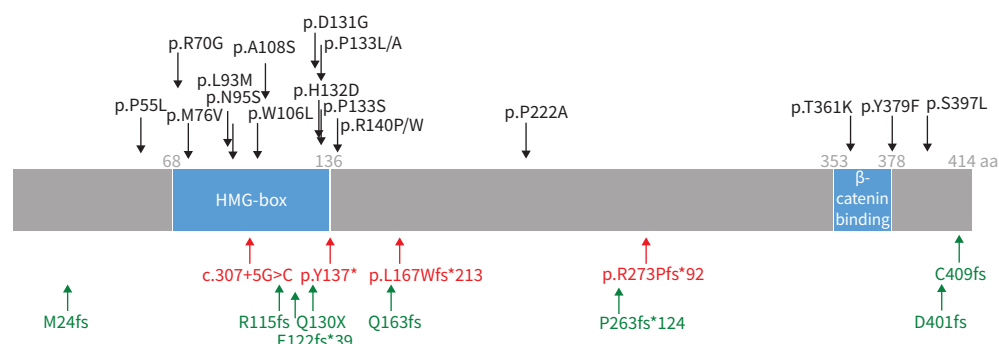 p.D131G
p.R70G
p.A108S
p.P133L/A
p.L93M
p.H132D
p.P55L
p.N95S
p.P133S
p.T361K
p.Y379F
p.S397L
p.M76V
p.W106L
p.R140P/W
p.P222A
68
136
353
378
414 aa
HMG-box
β-
catenin
binding
c.307+5G>C
p.Y137*
p.L167Wfs*213
p.R273Pfs*92
C409fs
M24fs
R115fs
Q130X
Q163fs
P263fs*124
D401fs
E122fs*39